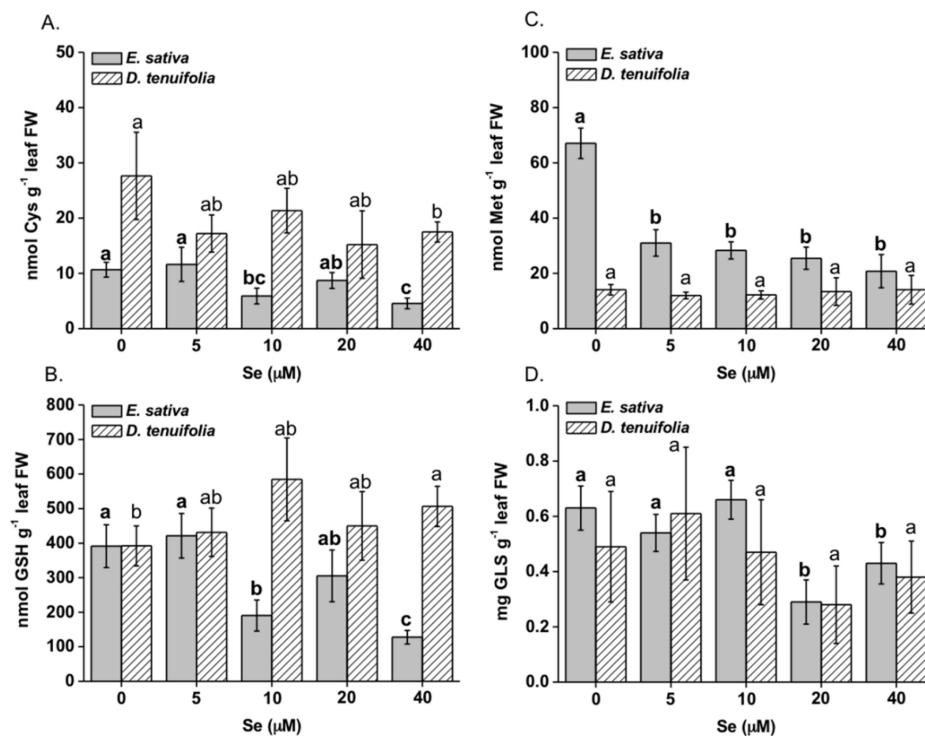 A.
E. sativa
D. tenuifolia
50
40
30
20
10
0
nmol Cys g⁻¹ leaf FW
a a a ab bc ab ab ab c b
0 5 10 20 40
Se (μM)
C.
E. sativa
D. tenuifolia
100
80
60
40
20
0
nmol Met g⁻¹ leaf FW
a a b a b a b a b a
0 5 10 20 40
Se (μM)
B.
E. sativa
D. tenuifolia
800
700
600
500
400
300
200
100
0
nmol GSH g⁻¹ leaf FW
a b a ab b ab ab ab c a
0 5 10 20 40
Se (μM)
D.
E. sativa
D. tenuifolia
1.0
0.8
0.6
0.4
0.2
0.0
mg GLS g⁻¹ leaf FW
a a a a a a b a b a
0 5 10 20 40
Se (μM)